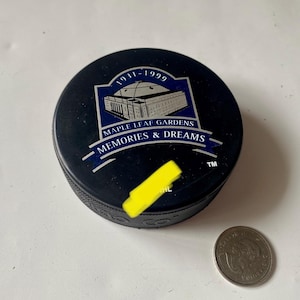 1931-1999
MAPLE LEAF GARDENS
MEMORIES & DREAMS
TM